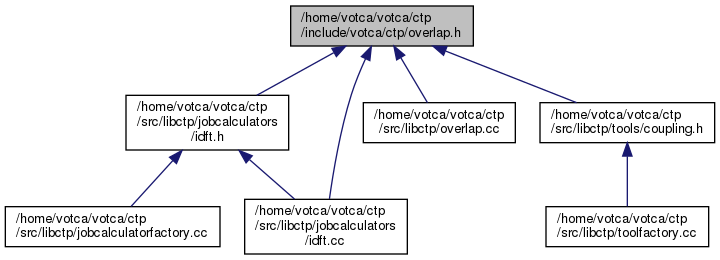 /home/votca/votca/ctp
/include/votca/ctp/overlap.h
/home/votca/votca/ctp
/src/libctp/jobcalculators
/idft.h
/home/votca/votca/ctp
/src/libctp/overlap.cc
/home/votca/votca/ctp
/src/libctp/tools/coupling.h
/home/votca/votca/ctp
/src/libctp/jobcalculatorfactory.cc
/home/votca/votca/ctp
/src/libctp/jobcalculators
/idft.cc
/home/votca/votca/ctp
/src/libctp/toolfactory.cc